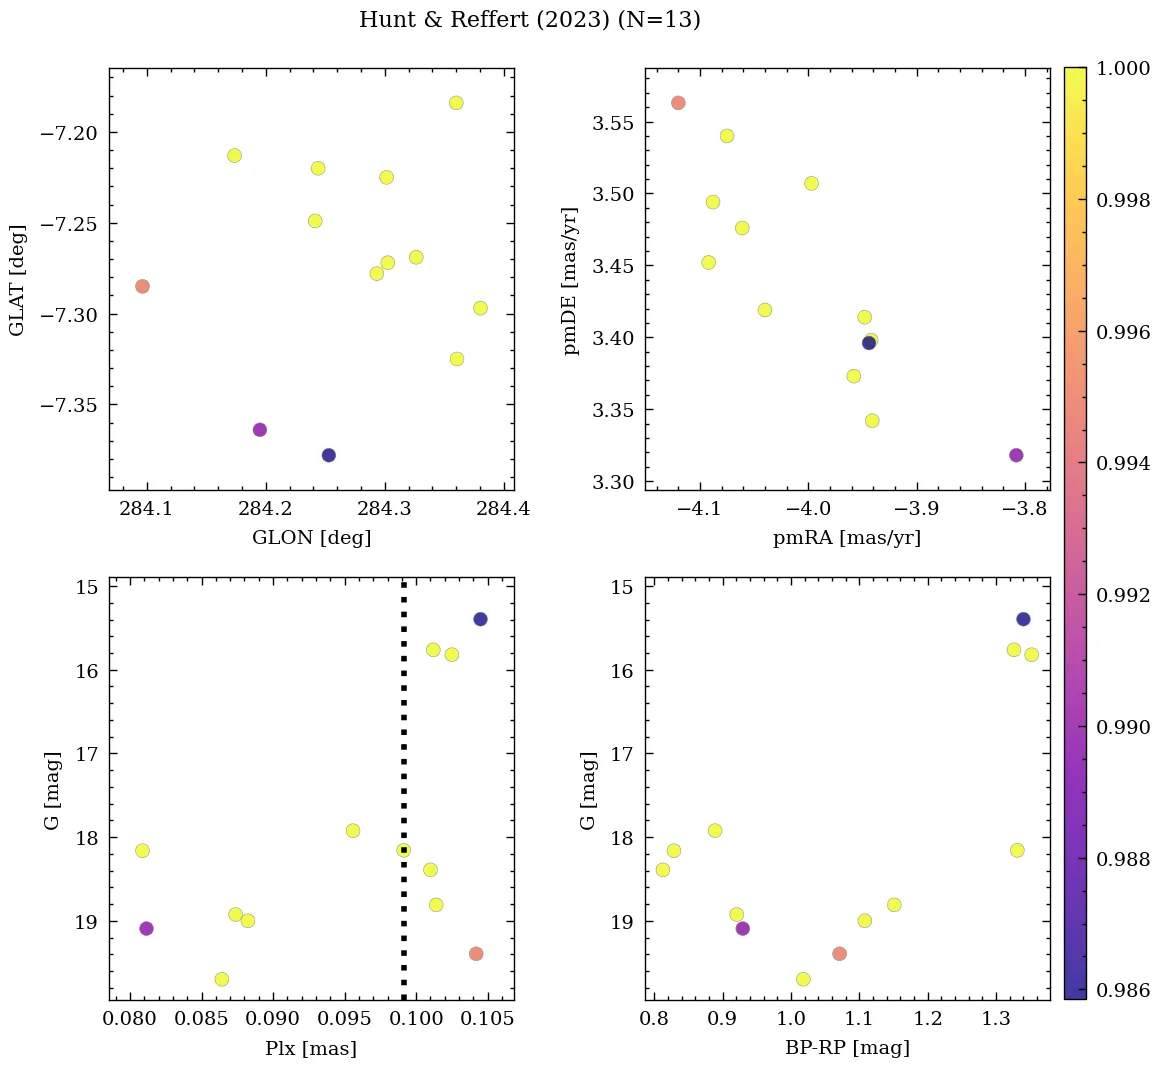 Hunt & Reffert (2023) (N=13)
−7.20
−7.25
−7.30
−7.35
GLAT [deg]
284.1 284.2 284.3 284.4
GLON [deg]
3.55
3.50
3.45
3.40
3.35
3.30
pmDE [mas/yr]
−4.1 −4.0 −3.9 −3.8
pmRA [mas/yr]
15
16
17
18
19
G [mag]
0.080 0.085 0.090 0.095 0.100 0.105
Plx [mas]
15
16
17
18
19
G [mag]
0.8 0.9 1.0 1.1 1.2 1.3
BP-RP [mag]
1.000
0.998
0.996
0.994
0.992
0.990
0.988
0.986